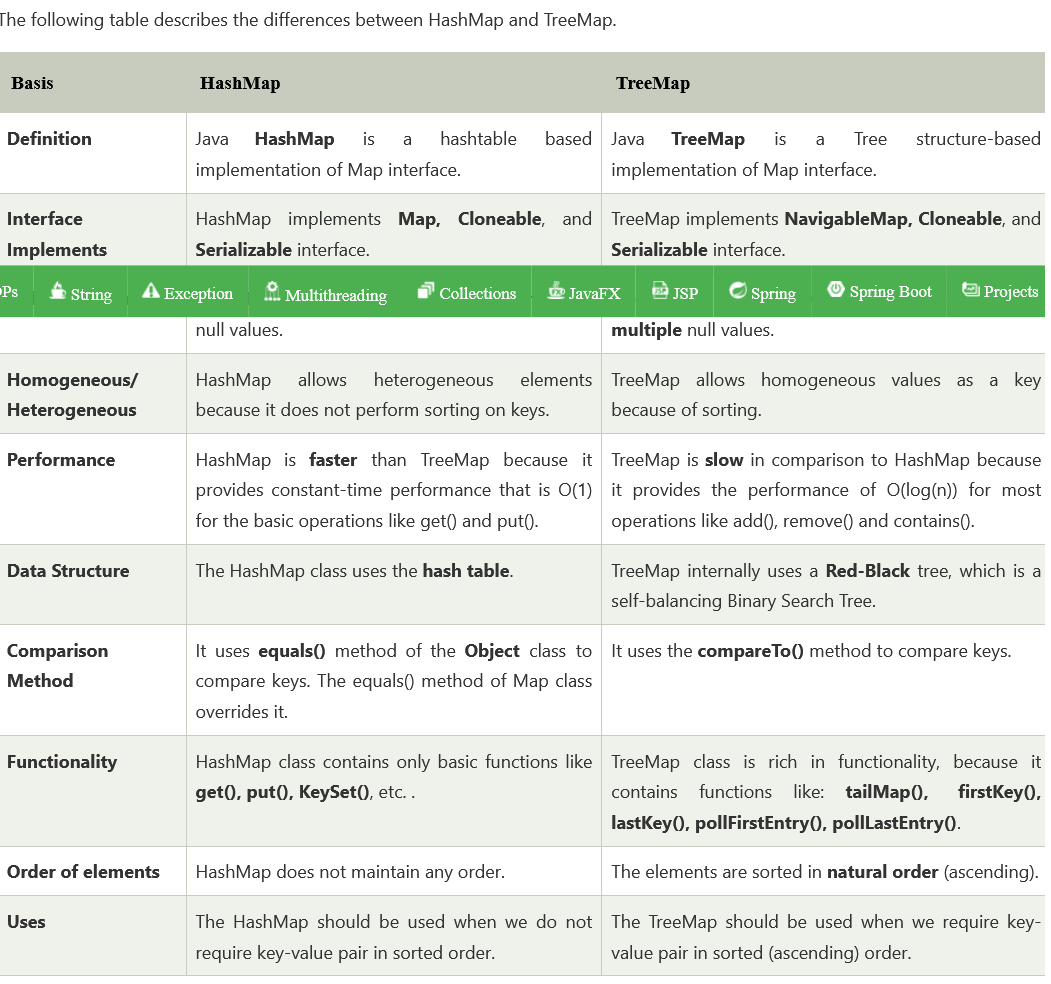 The following table describes the differences between HashMap and TreeMap.
Basis HashMap TreeMap
Definition Java HashMap is a hashtable based Java TreeMap is a Tree structure-based
implementation of Map interface. implementation of Map interface.
Interface HashMap implements Map, Cloneable, and TreeMap implements NavigableMap, Cloneable, and
Implements Serializable interface. Serializable interface.
String Exception Multithreading Collections JavaFX JSP Spring Spring Boot Projects
null values. multiple null values.
Homogeneous/ HashMap allows heterogeneous elements TreeMap allows homogeneous values as a key
Heterogeneous because it does not perform sorting on keys. because of sorting.
Performance HashMap is faster than TreeMap because it TreeMap is slow in comparison to HashMap because
provides constant-time performance that is O(1) it provides the performance of O(log(n)) for most
for the basic operations like get() and put(). operations like add(), remove() and contains().
Data Structure The HashMap class uses the hash table. TreeMap internally uses a Red-Black tree, which is a
self-balancing Binary Search Tree.
Comparison It uses equals() method of the Object class to It uses the compareTo() method to compare keys.
Method compare keys. The equals() method of Map class
overrides it.
Functionality HashMap class contains only basic functions like TreeMap class is rich in functionality, because it
get(), put(), KeySet(), etc. . contains functions like: tailMap(), firstKey(),
lastKey(), pollFirstEntry(), pollLastEntry().
Order of elements HashMap does not maintain any order. The elements are sorted in natural order (ascending).
Uses The HashMap should be used when we do not The TreeMap should be used when we require key-
require key-value pair in sorted order. value pair in sorted (ascending) order.